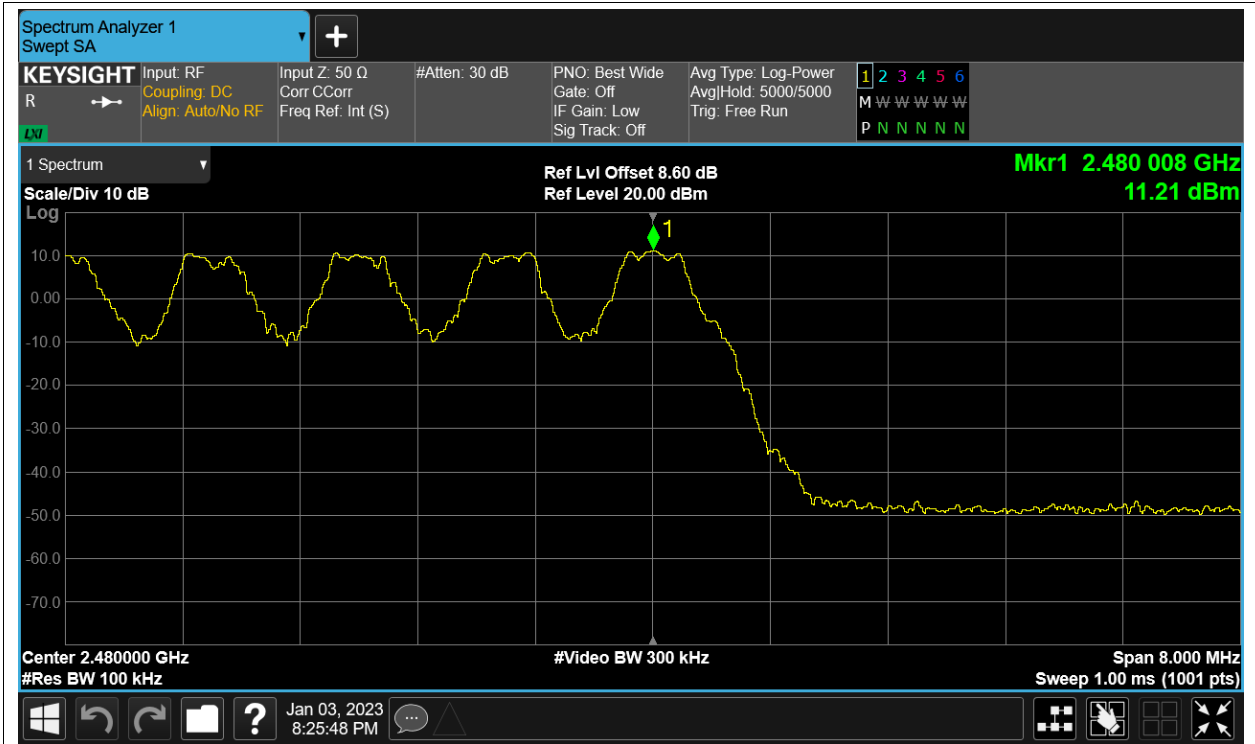 Spectrum Analyzer 1
Swept SA
KEYSIGHT
R
LXI
Input: RF
Coupling: DC
Align: Auto/No RF
Input Z: 50 Ω
Corr CCorr
Freq Ref: Int (S)
#Atten: 30 dB
PNO: Best Wide
Gate: Off
IF Gain: Low
Sig Track: Off
Avg Type: Log-Power
Avg|Hold: 5000/5000
Trig: Free Run
1 2 3 4 5 6
M W W W W W
P N N N N N
1 Spectrum
Scale/Div 10 dB
Log
Ref Lvl Offset 8.60 dB
Ref Level 20.00 dBm
Mkr1 2.480 008 GHz
11.21 dBm
1
10.0
0.00
-10.0
-20.0
-30.0
-40.0
-50.0
-60.0
-70.0
Center 2.480000 GHz
#Video BW 300 kHz
Span 8.000 MHz
#Res BW 100 kHz
Sweep 1.00 ms (1001 pts)
?
Jan 03, 2023
8:25:48 PM